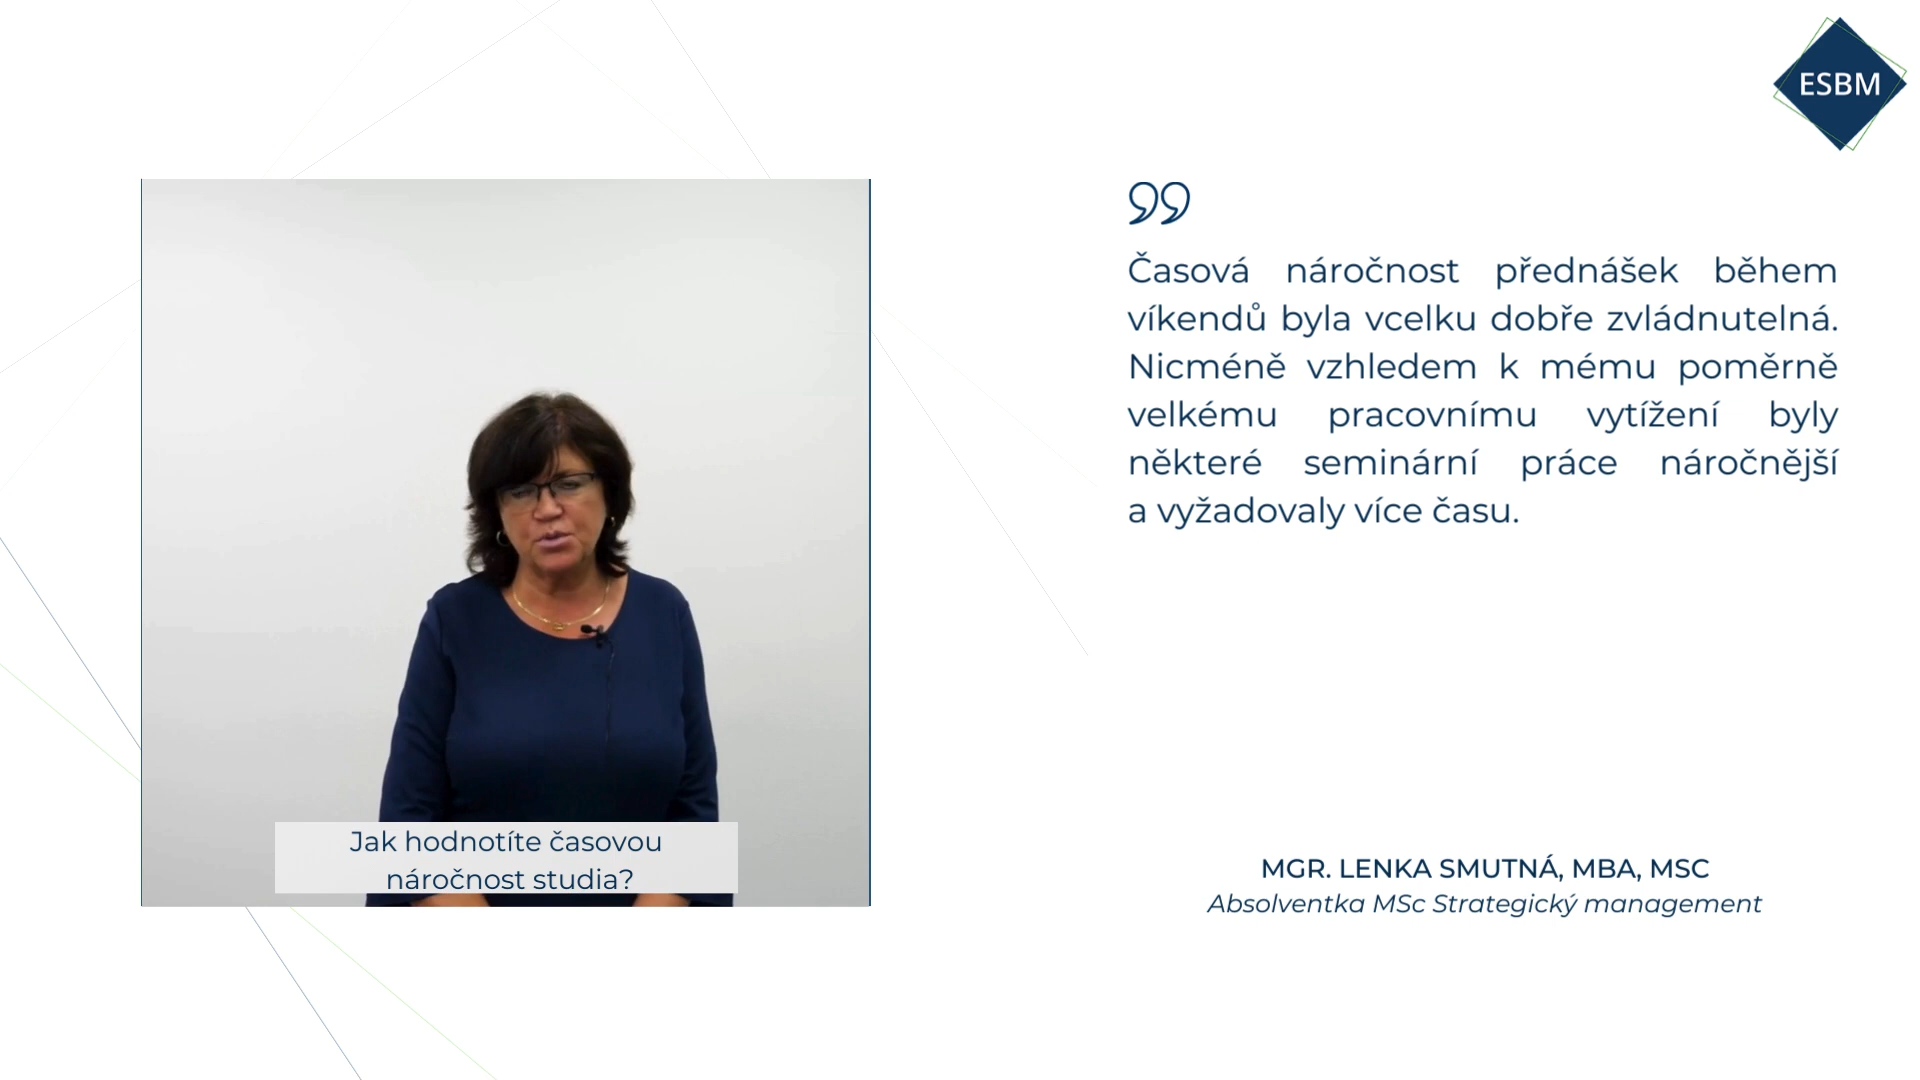 ESBM
Časová náročnost přednášek během
víkendů byla vcelku dobře zvládnutelná.
Nicméně vzhledem k mému poměrně
velkému pracovnímu vytížení byly
některé seminární práce náročnější
a vyžadovaly více času.
Jak hodnotíte časovou
náročnost studia?
MGR. LENKA SMUTNÁ, MBA, MSC
Absolventka MSc Strategický management